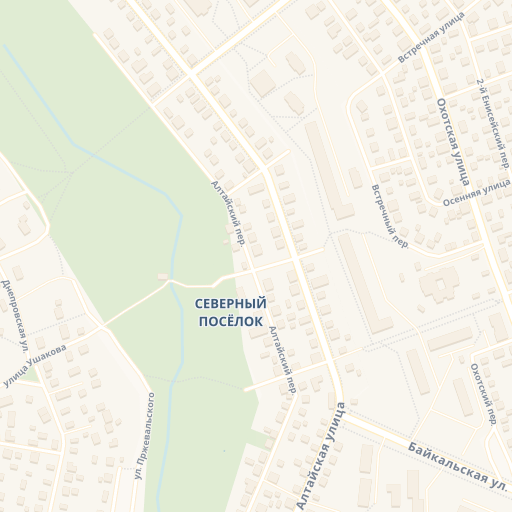 Встречная улица
2-й Енисейский пер.
Охотская улица
Осенняя улица
Встречный пер.
Алтайский пер.
СЕВЕРНЫЙ
ПОСЁЛОК
Днепровская ул.
улица Ушакова
Алтайский пер.
Охотский пер.
ул. Пржевальского
Алтайская улица
Байкальская ул.